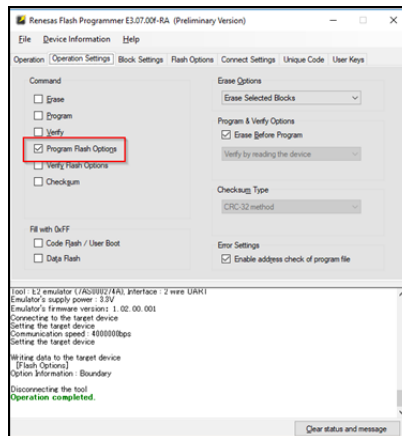 Renesas Flash Programmer E3.07.00f-RA (Preliminary Version)
File Device Information Help
Operation Operation Settings Block Settings Flash Options Connect Settings Unique Code User Keys
Command
Erase
Program
Verify
Program Flash Options
Verify Flash Options
Checksum
Fill with 0xFF
Code Flash / User Boot
Data Flash
Erase Options
Erase Selected Blocks
Program & Verify Options
Erase Before Program
Verify by reading the device
Checksum Type
CRC-32 method
Error Settings
Enable address check of program file
Tool : E2 emulator (7AS000274A), Interface : 2 wire UART
Emulator's supply power : 3.3V
Emulator's firmware version : 1.02.00.001
Connecting to the target device
Setting the target device
Communication speed : 4000000bps
Setting the target device
Writing data to the target device
[Flash Options]
Option Information : Boundary
Disconnecting the tool
Operation completed.
Clear status and message